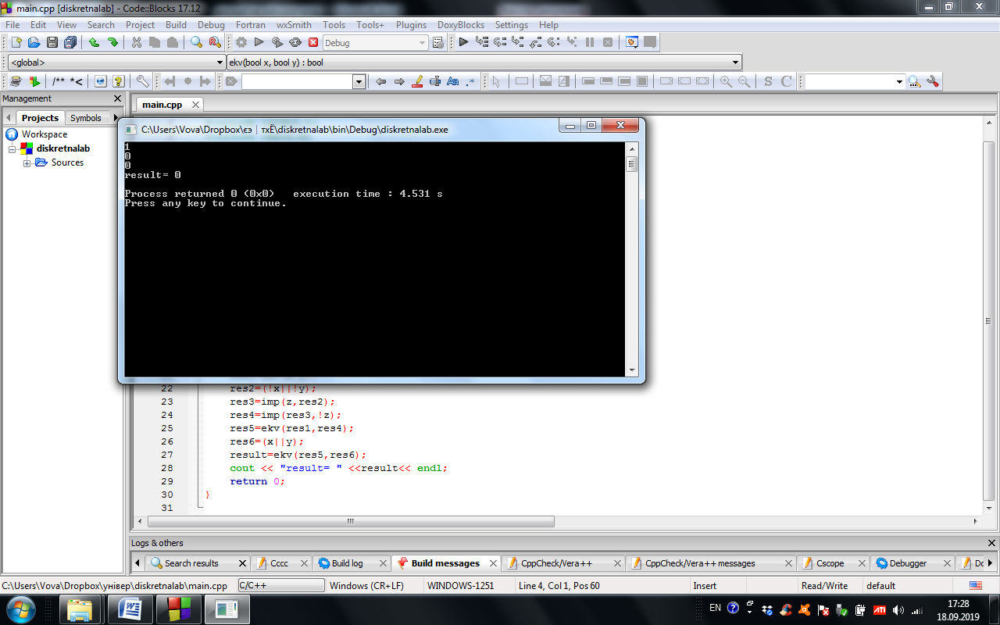 main.cpp [diskretnalab] - Code::Blocks 17.12
File Edit View Search Project Build Debug Fortran wxSmith Tools Tools+ Plugins DoxyBlocks Settings Help
Debug
<global> ekv(bool x, bool y) : bool
/** *<
Management
main.cpp
Projects Symbols
Workspace
diskretnalab
Sources
C:\Users\Vova\Dropbox\єэ | тхЁ\diskretnalab\bin\Debug\diskretnalab.exe
1
0
0
result= 0
Process returned 0 (0x0)   execution time : 4.531 s
Press any key to continue.
22 res2=(!x||!y);
23 res3=imp(z,res2);
24 res4=imp(res3,!z);
25 res5=ekv(res1,res4);
26 res6=(x||y);
27 result=ekv(res5,res6);
28 cout << "result= " <<result<< endl;
29 return 0;
30 }
31
Logs & others
Search results Cccc Build log Build messages CppCheck/Vera++ CppCheck/Vera++ messages Cscope Debugger
C:\Users\Vova\Dropbox\універ\diskretnalab\main.cpp C/C++ Windows (CR+LF) WINDOWS-1251 Line 4, Col 1, Pos 60 Insert Read/Write default
EN 17:28
18.09.2019